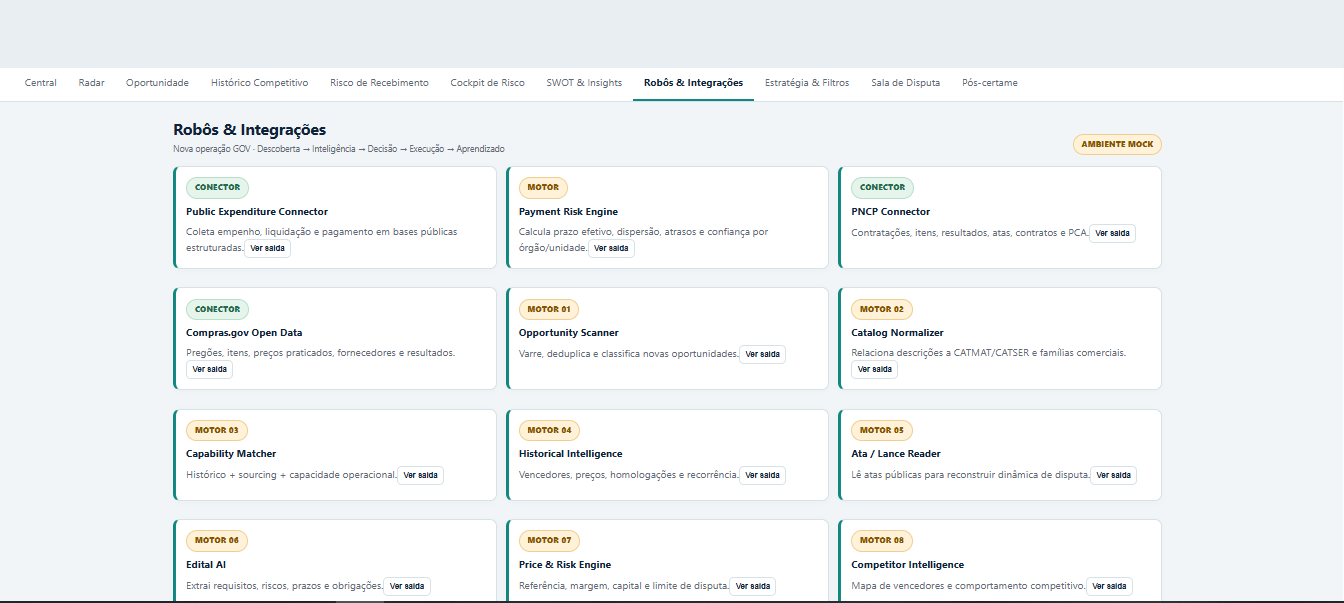 Central Radar Oportunidade Histórico Competitivo Risco de Recebimento Cockpit de Risco SWOT & Insights Robôs & Integrações Estratégia & Filtros Sala de Disputa Pós-certame
Robôs & Integrações
Nova operação GOV · Descoberta → Inteligência → Decisão → Execução → Aprendizado
AMBIENTE MOCK
CONECTOR
Public Expenditure Connector
Coleta empenho, liquidação e pagamento em bases públicas
estruturadas. Ver saída
MOTOR
Payment Risk Engine
Calcula prazo efetivo, dispersão, atrasos e confiança por
órgão/unidade. Ver saída
CONECTOR
PNCP Connector
Contratações, itens, resultados, atas, contratos e PCA. Ver saída
CONECTOR
Compras.gov Open Data
Pregões, itens, preços praticados, fornecedores e resultados.
Ver saída
MOTOR 01
Opportunity Scanner
Varre, deduplica e classifica novas oportunidades. Ver saída
MOTOR 02
Catalog Normalizer
Relaciona descrições a CATMAT/CATSER e famílias comerciais.
Ver saída
MOTOR 03
Capability Matcher
Histórico + sourcing + capacidade operacional. Ver saída
MOTOR 04
Historical Intelligence
Vencedores, preços, homologações e recorrência. Ver saída
MOTOR 05
Ata / Lance Reader
Lê atas públicas para reconstruir dinâmica de disputa. Ver saída
MOTOR 06
Edital AI
Extrai requisitos, riscos, prazos e obrigações. Ver saída
MOTOR 07
Price & Risk Engine
Referência, margem, capital e limite de disputa. Ver saída
MOTOR 08
Competitor Intelligence
Mapa de vencedores e comportamento competitivo. Ver saída